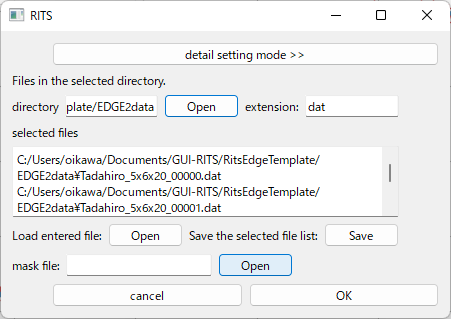 RITS
detail setting mode >>
Files in the selected directory.
directory plate/EDGE2data Open extension: dat
selected files
C:/Users/oikawa/Documents/GUI-RITS/RitsEdgeTemplate/
EDGE2data¥Tadahiro_5x6x20_00000.dat
C:/Users/oikawa/Documents/GUI-RITS/RitsEdgeTemplate/
EDGE2data¥Tadahiro_5x6x20_00001.dat
Load entered file: Open Save the selected file list: Save
mask file: Open
cancel OK